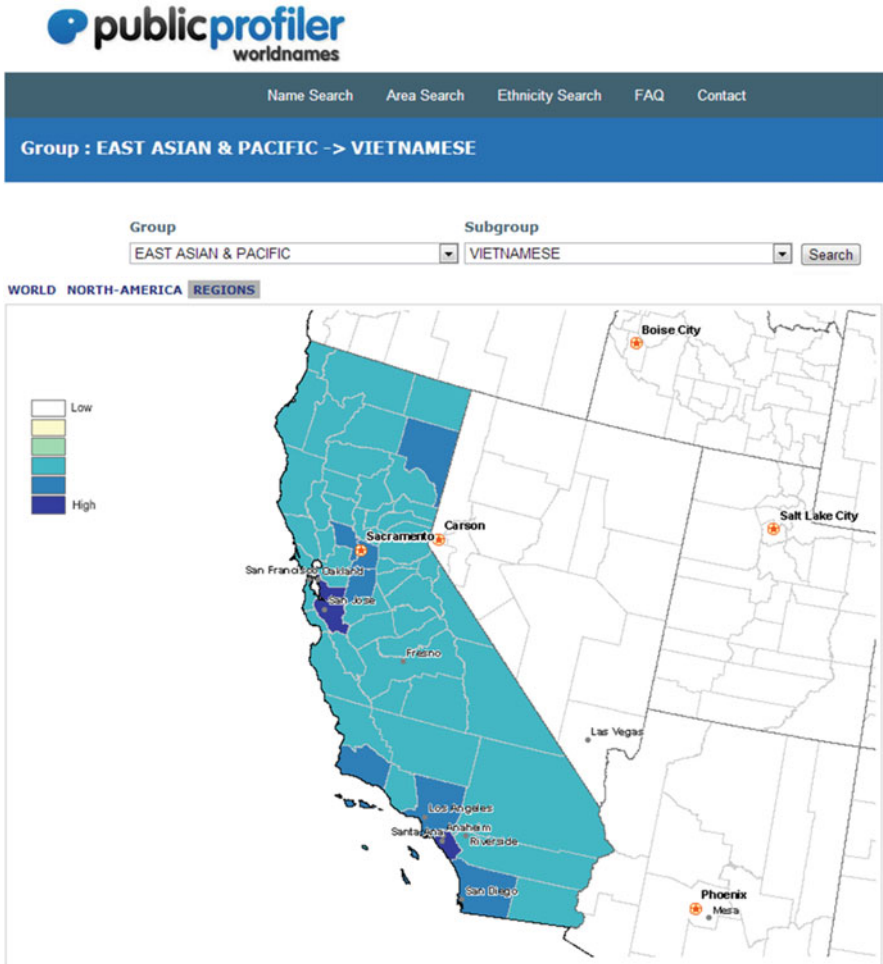 publicprofiler
worldnames
Name Search Area Search Ethnicity Search FAQ Contact
Group : EAST ASIAN & PACIFIC -> VIETNAMESE
Group Subgroup
EAST ASIAN & PACIFIC VIETNAMESE Search
WORLD NORTH-AMERICA REGIONS
Low
High
Boise City
Salt Lake City
Carson
Sacramento
San Francisco Oakland
San Jose
Fresno
Las Vegas
Los Angeles
Santa Ana Anaheim
Riverside
San Diego
Phoenix
Mesa